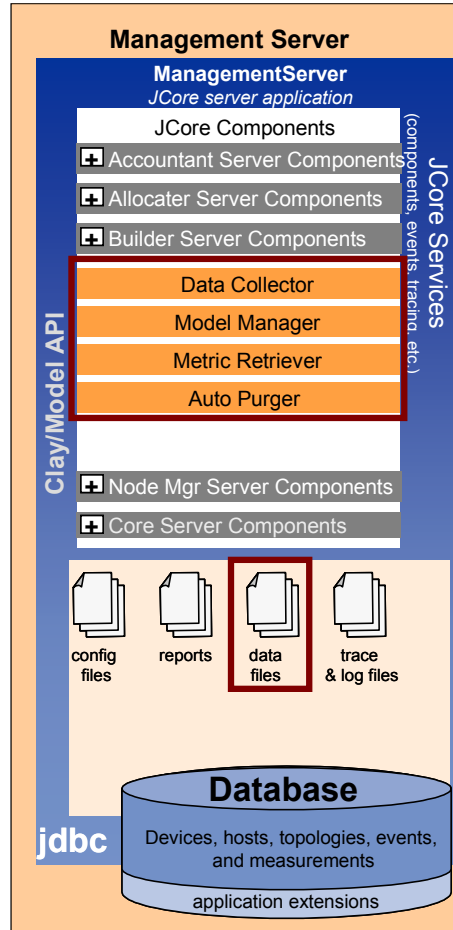 Management Server
ManagementServer
JCore server application
JCore Components
+ Accountant Server Components
+ Allocater Server Components
+ Builder Server Components
Data Collector
Model Manager
Metric Retriever
Auto Purger
+ Node Mgr Server Components
+ Core Server Components
Clay/Model API
JCore Services
(components, events, tracing, etc.)
config
files
reports
data
files
trace
& log files
jdbc
Database
Devices, hosts, topologies, events,
and measurements
application extensions